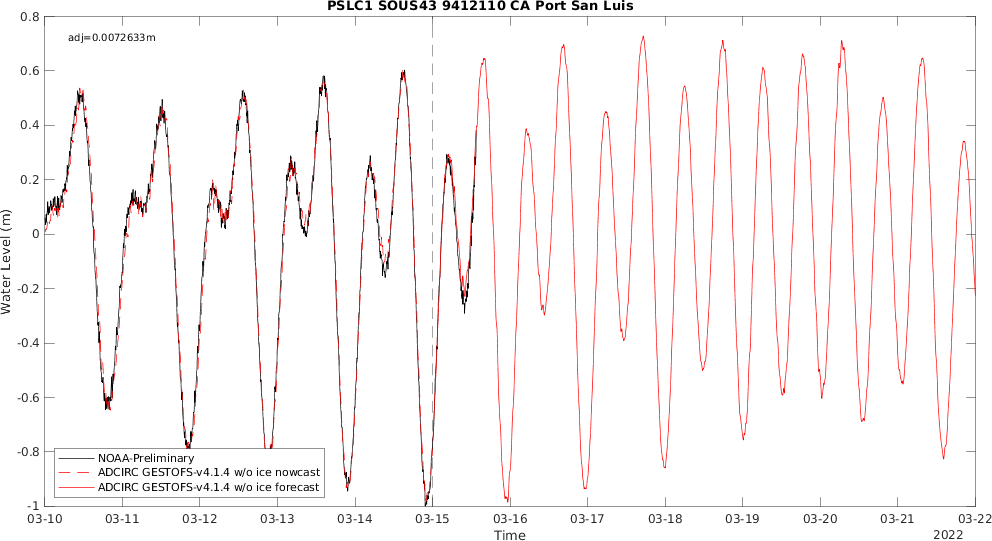 PSLC1 SOUS43 9412110 CA Port San Luis
adj=0.0072633m
0.8
0.6
0.4
0.2
0
-0.2
-0.4
-0.6
-0.8
-1
Water Level (m)
NOAA-Preliminary
ADCIRC GESTOFS-v4.1.4 w/o ice nowcast
ADCIRC GESTOFS-v4.1.4 w/o ice forecast
03-10 03-11 03-12 03-13 03-14 03-15 03-16 03-17 03-18 03-19 03-20 03-21 03-22
Time
2022